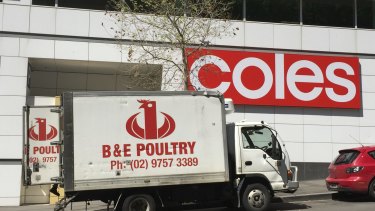 coles
B&E POULTRY
Ph: (02) 9757 3389